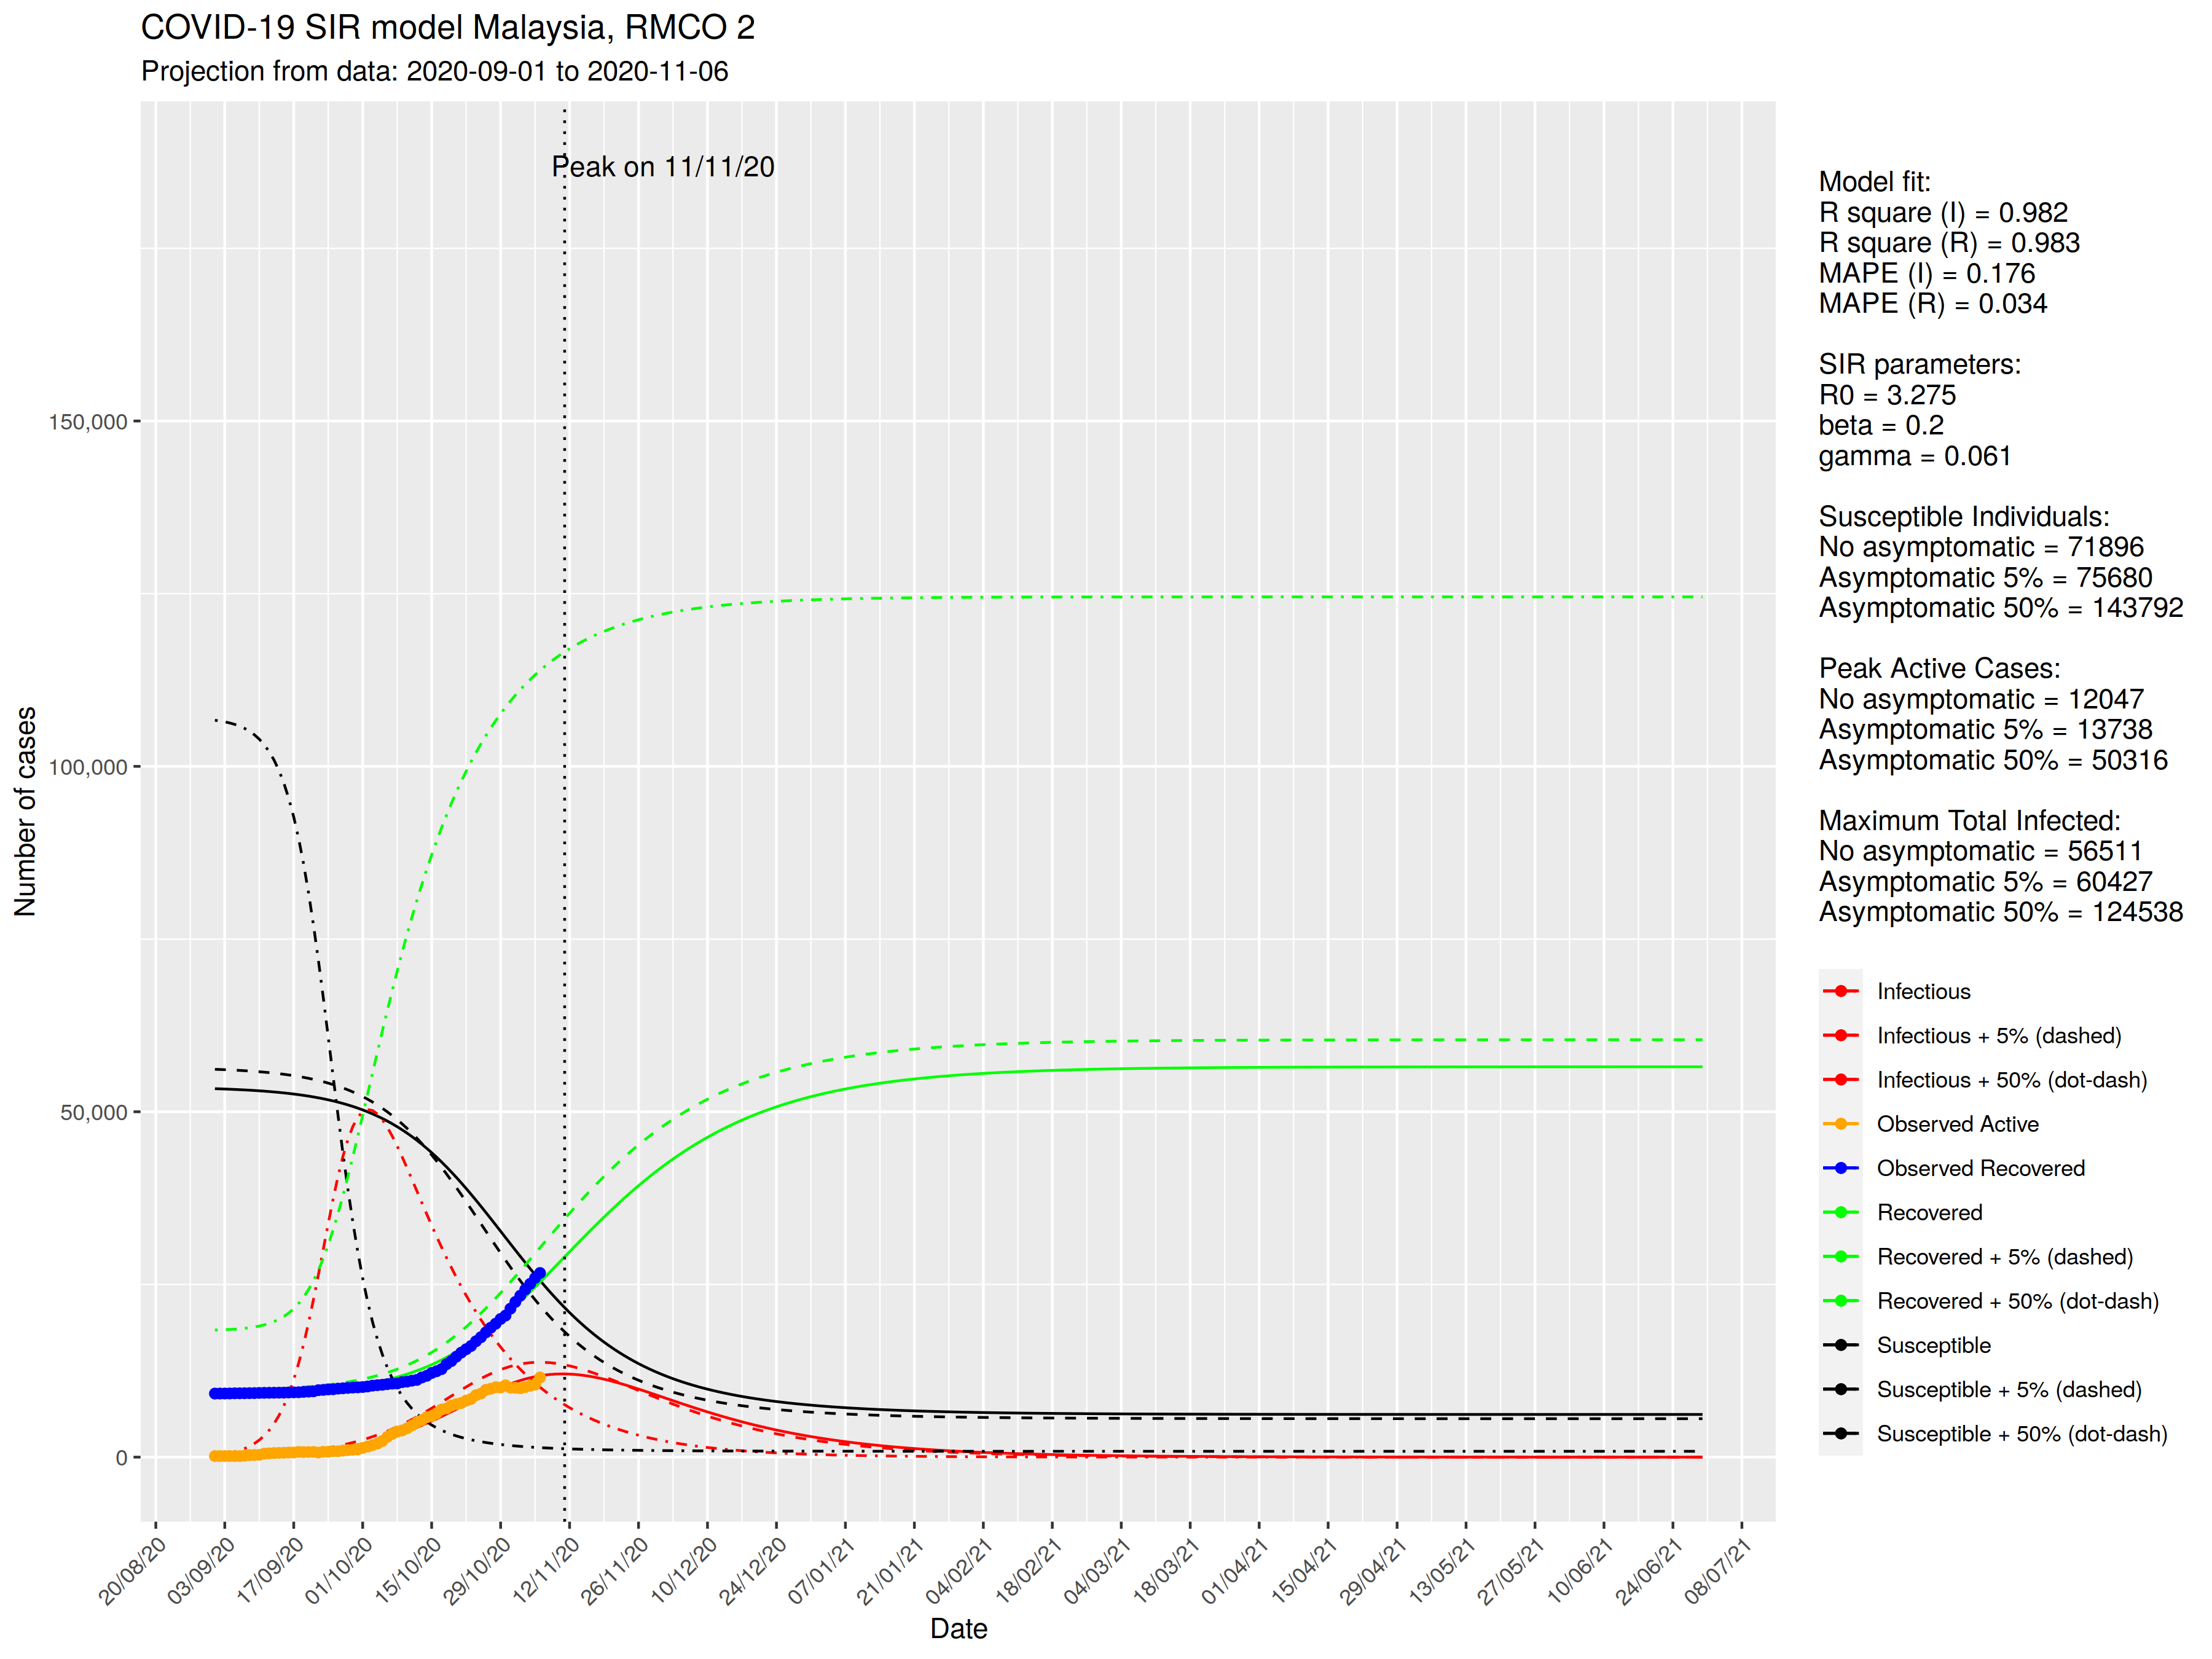 COVID-19 SIR model Malaysia, RMCO 2
Projection from data: 2020-09-01 to 2020-11-06
Peak on 11/11/20
150,000
100,000
50,000
0
Number of cases
20/08/20
03/09/20
17/09/20
01/10/20
15/10/20
29/10/20
12/11/20
26/11/20
10/12/20
24/12/20
07/01/21
21/01/21
04/02/21
18/02/21
04/03/21
18/03/21
01/04/21
15/04/21
29/04/21
13/05/21
27/05/21
10/06/21
24/06/21
08/07/21
Date
Model fit:
R square (I) = 0.982
R square (R) = 0.983
MAPE (I) = 0.176
MAPE (R) = 0.034
SIR parameters:
R0 = 3.275
beta = 0.2
gamma = 0.061
Susceptible Individuals:
No asymptomatic = 71896
Asymptomatic 5% = 75680
Asymptomatic 50% = 143792
Peak Active Cases:
No asymptomatic = 12047
Asymptomatic 5% = 13738
Asymptomatic 50% = 50316
Maximum Total Infected:
No asymptomatic = 56511
Asymptomatic 5% = 60427
Asymptomatic 50% = 124538
Infectious
Infectious + 5% (dashed)
Infectious + 50% (dot-dash)
Observed Active
Observed Recovered
Recovered
Recovered + 5% (dashed)
Recovered + 50% (dot-dash)
Susceptible
Susceptible + 5% (dashed)
Susceptible + 50% (dot-dash)